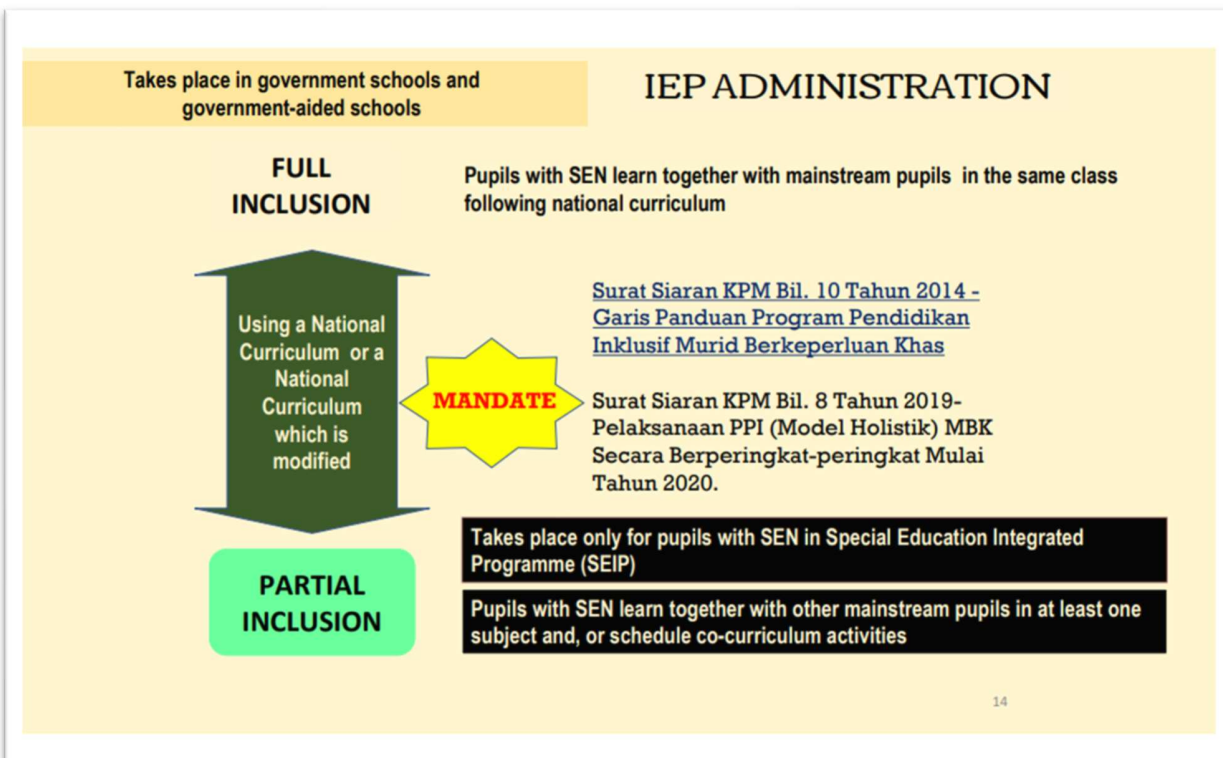 Takes place in government schools and
government-aided schools
IEP ADMINISTRATION
FULL
INCLUSION
Pupils with SEN learn together with mainstream pupils in the same class
following national curriculum
Using a National
Curriculum or a
National
Curriculum
which is
modified
MANDATE
Surat Siaran KPM Bil. 10 Tahun 2014 -
Garis Panduan Program Pendidikan
Inklusif Murid Berkeperluan Khas
Surat Siaran KPM Bil. 8 Tahun 2019-
Pelaksanaan PPI (Model Holistik) MBK
Secara Berperingkat-peringkat Mulai
Tahun 2020.
PARTIAL
INCLUSION
Takes place only for pupils with SEN in Special Education Integrated
Programme (SEIP)
Pupils with SEN learn together with other mainstream pupils in at least one
subject and, or schedule co-curriculum activities
14